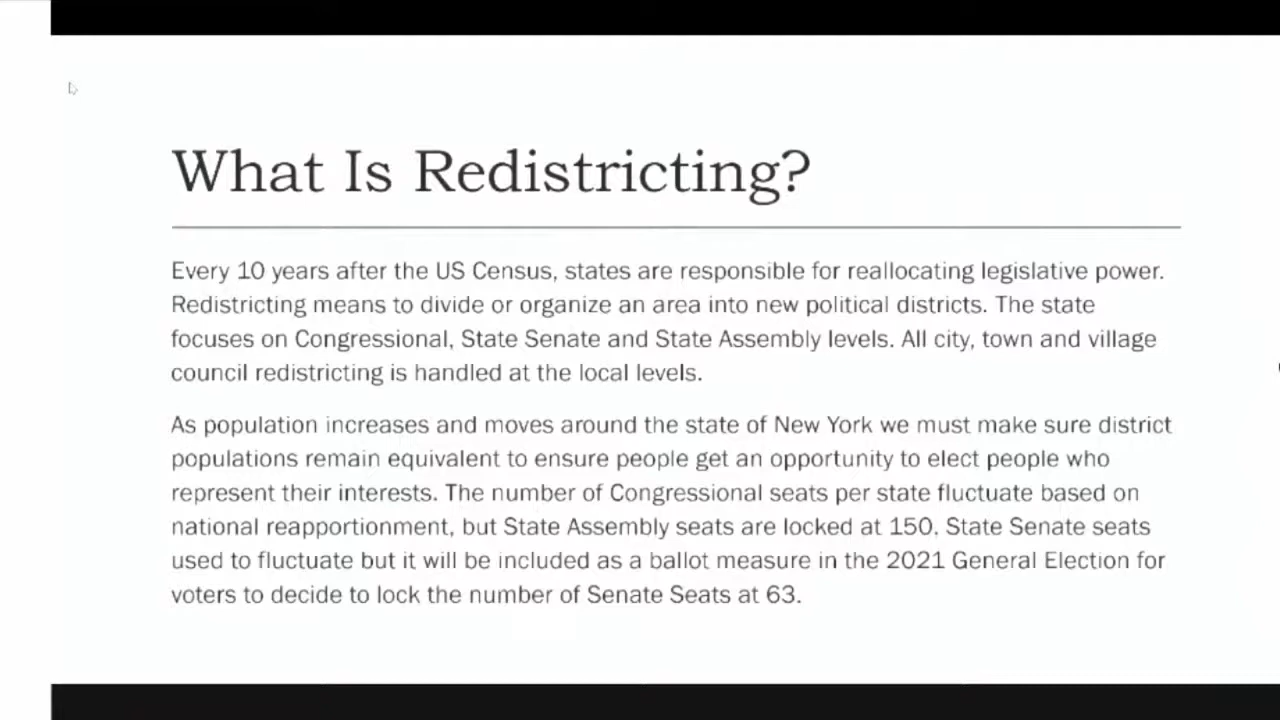 What Is Redistricting?
Every 10 years after the US Census, states are responsible for reallocating legislative power.
Redistricting means to divide or organize an area into new political districts. The state
focuses on Congressional, State Senate and State Assembly levels. All city, town and village
council redistricting is handled at the local levels.
As population increases and moves around the state of New York we must make sure district
populations remain equivalent to ensure people get an opportunity to elect people who
represent their interests. The number of Congressional seats per state fluctuate based on
national reapportionment, but State Assembly seats are locked at 150. State Senate seats
used to fluctuate but it will be included as a ballot measure in the 2021 General Election for
voters to decide to lock the number of Senate Seats at 63.